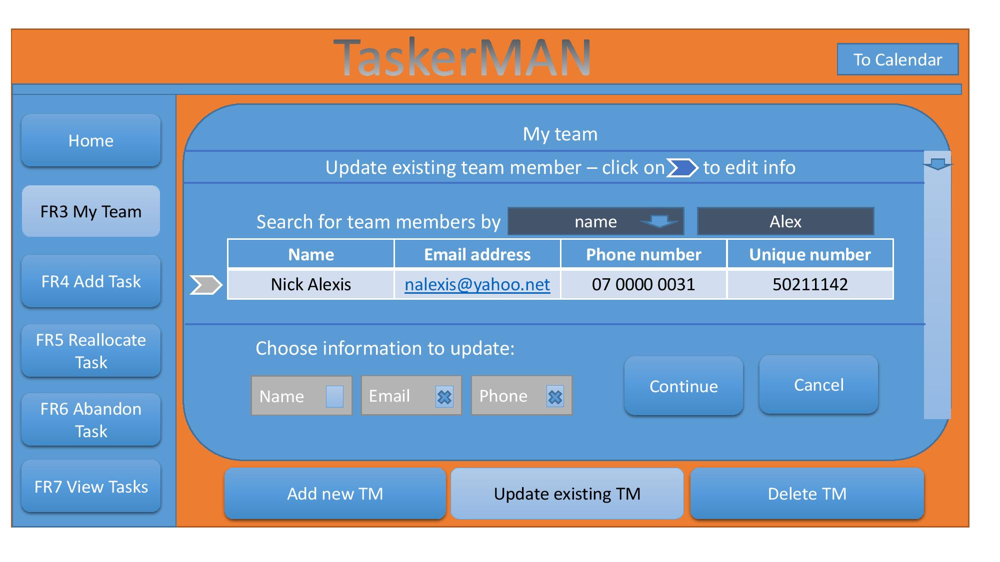 TaskerMAN
To Calendar
Home
FR3 My Team
FR4 Add Task
FR5 Reallocate
Task
FR6 Abandon
Task
FR7 View Tasks
My team
Update existing team member – click on to edit info
Search for team members by name Alex
Name Email address Phone number Unique number
Nick Alexis nalexis@yahoo.net 07 0000 0031 50211142
Choose information to update:
Name Email Phone
Continue Cancel
Add new TM Update existing TM Delete TM